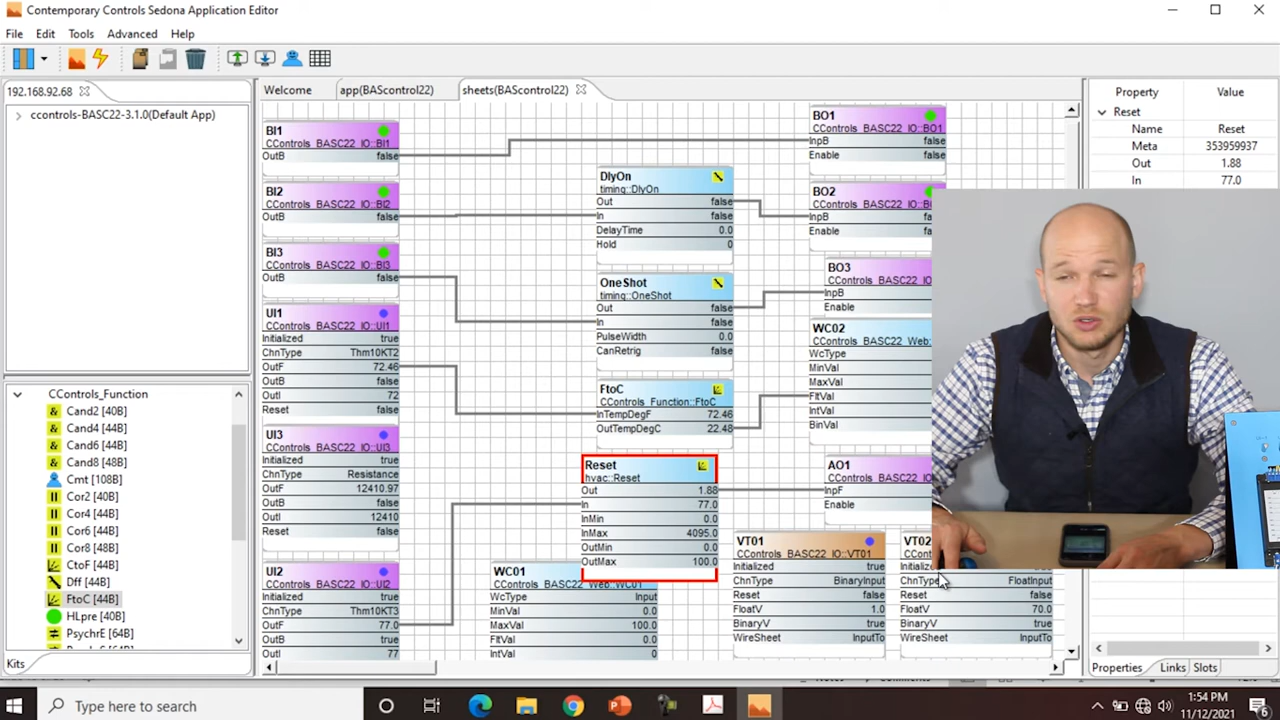 Contemporary Controls Sedona Application Editor
File Edit Tools Advanced Help
192.168.92.68
ccontrols-BASC22-3.1.0(Default App)
CControls_Function
Cand2 [40B]
Cand4 [44B]
Cand6 [44B]
Cand8 [48B]
Cmt [108B]
Cor2 [40B]
Cor4 [44B]
Cor6 [44B]
Cor8 [48B]
CtoF [44B]
Dff [44B]
FtoC [44B]
HLpre [40B]
PsychrE [64B]
Kits
Welcome app(BAScontrol22) sheets(BAScontrol22)
BI1
CControls_BASC22_IO::BI1
OutB false
BI2
CControls_BASC22_IO::BI2
OutB false
BI3
CControls_BASC22_IO::BI3
OutB false
UI1
CControls_BASC22_IO::UI1
Initialized true
ChnType Thm10KT2
OutF 72.46
OutB false
OutI 72
Reset false
UI3
CControls_BASC22_IO::UI3
ChnType Resistance
OutF 12410.97
OutB false
OutI 12410
Reset false
UI2
CControls_BASC22_IO::UI2
Initialized true
ChnType Thm10KT3
OutF 77.0
OutB true
OutI 77
DlyOn
timing::DlyOn
Out false
In false
DelayTime 0.0
Hold 0
OneShot
timing::OneShot
Out false
In false
PulseWidth 0.0
CanRetrig false
FtoC
CControls_Function::FtoC
InTempDegF 72.46
OutTempDegC 22.48
Reset
hvac::Reset
Out 1.88
In 77.0
InMin 0.0
InMax 4095.0
OutMin 0.0
OutMax 100.0
WC01
CControls_BASC22_Web::WC01
WcType Input
MinVal 0.0
MaxVal 100.0
FltVal 0.0
IntVal 0
BO1
CControls_BASC22_IO::BO1
InpB false
Enable false
BO2
CControls_BASC22_IO::B
InpB
Enable
BO3
CControls_BASC22_I
InpB
Enable
WC02
CControls_BASC22_Web:
WcType
MinVal
MaxVal
FltVal
IntVal
BinVal
AO1
CControls_BASC22_I
InpF
Enable
VT01
CControls_BASC22_IO::VT01
Initialized true
ChnType BinaryInput
Reset false
FloatV 1.0
BinaryV true
WireSheet InputTo
VT02
CCont
Initialized
ChnType FloatInput
Reset false
FloatV 70.0
BinaryV true
WireSheet InputTo
Property Value
Reset
Name Reset
Meta 353959937
Out 1.88
In 77.0
Properties Links Slots
Type here to search
1:54 PM
11/12/2021
6